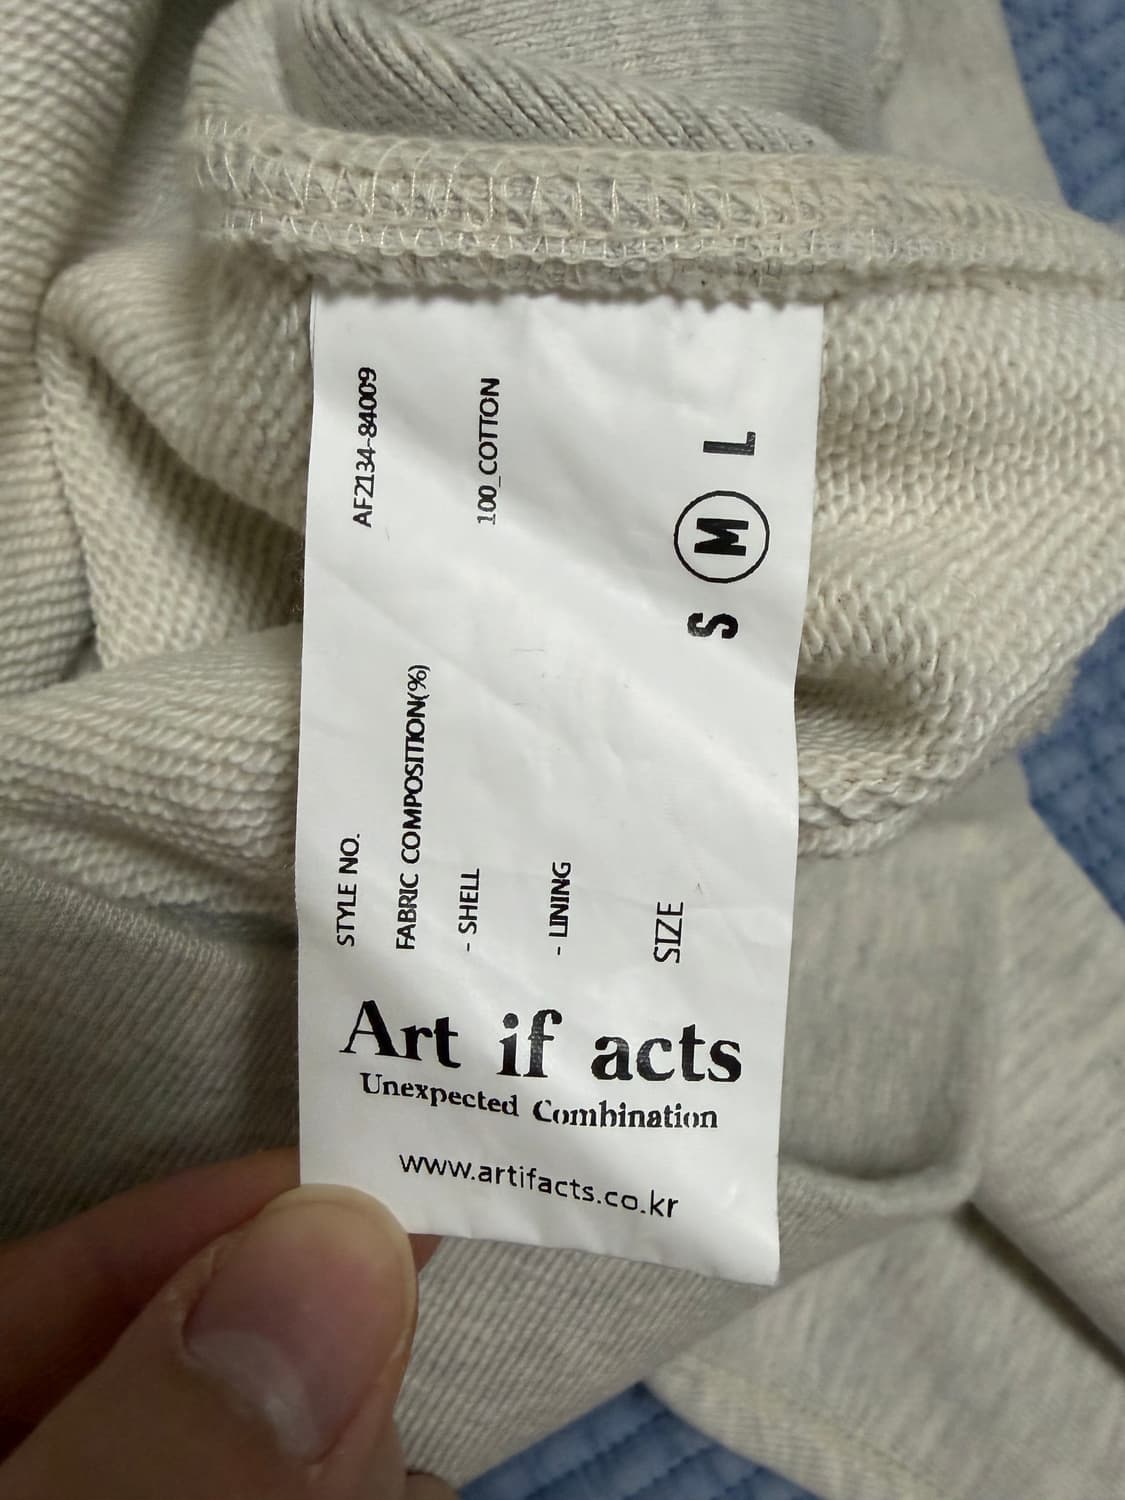 STYLE NO. AF2134-84009
FABRIC COMPOSITION(%)
- SHELL 100_COTTON
- LINING
SIZE S M L
Art if acts
Unexpected Combination
www.artifacts.co.kr